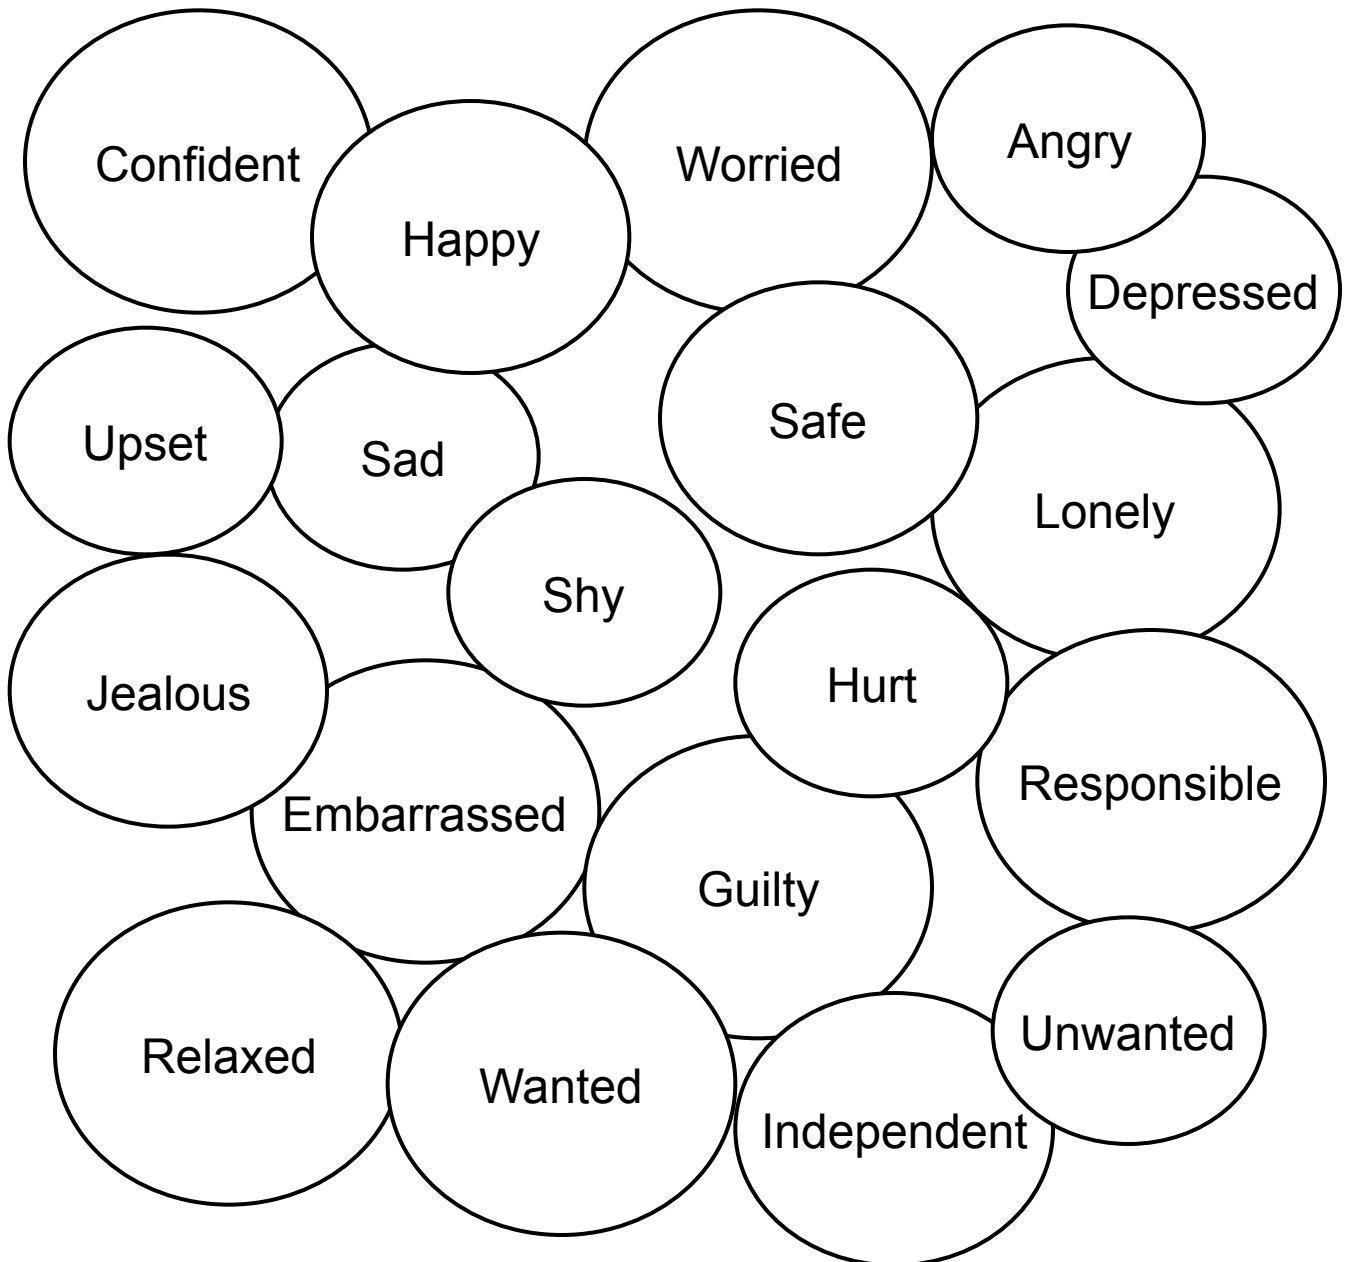 Confident
Happy
Worried
Angry
Depressed
Upset
Sad
Safe
Lonely
Shy
Jealous
Hurt
Embarrassed
Responsible
Guilty
Relaxed
Wanted
Unwanted
Independent